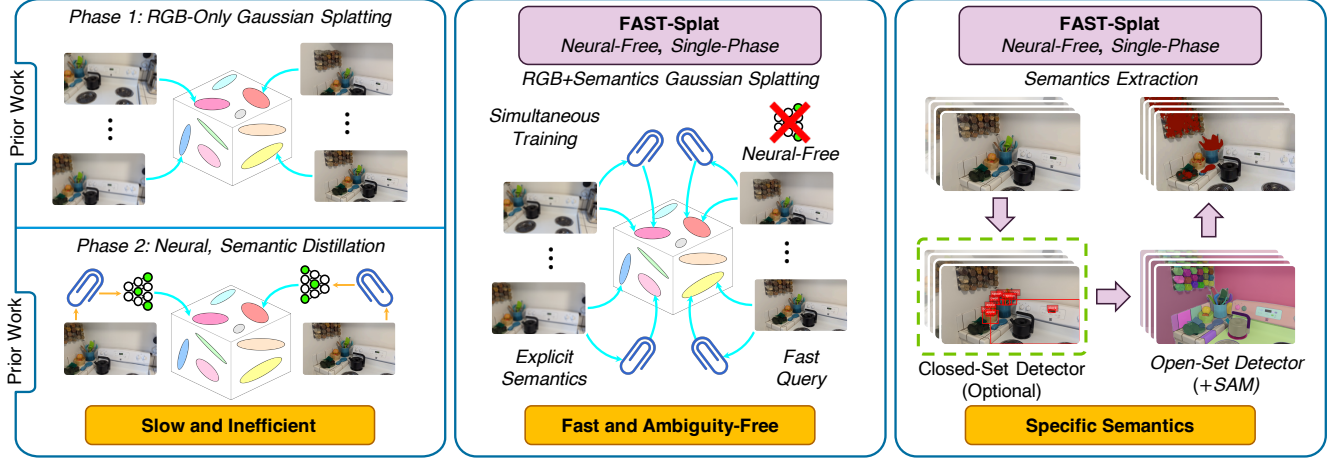 Prior Work
Phase 1: RGB-Only Gaussian Splatting
Prior Work
Phase 2: Neural, Semantic Distillation
Slow and Inefficient
FAST-Splat
Neural-Free, Single-Phase
RGB+Semantics Gaussian Splatting
Simultaneous
Training
Neural-Free
Explicit
Semantics
Fast
Query
Fast and Ambiguity-Free
FAST-Splat
Neural-Free, Single-Phase
Semantics Extraction
Closed-Set Detector
(Optional)
Open-Set Detector
(+SAM)
Specific Semantics